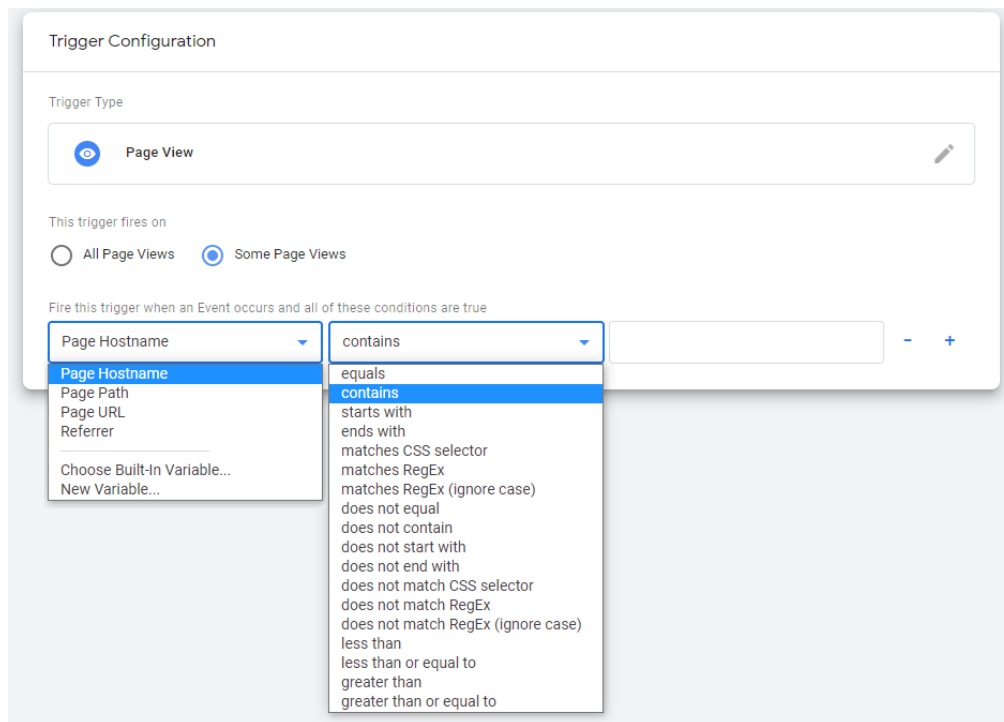 Trigger Configuration
Trigger Type
Page View
This trigger fires on
All Page Views Some Page Views
Fire this trigger when an Event occurs and all of these conditions are true
Page Hostname contains - +
Page Hostname
Page Path
Page URL
Referrer
Choose Built-In Variable...
New Variable...
equals
contains
starts with
ends with
matches CSS selector
matches RegEx
matches RegEx (ignore case)
does not equal
does not contain
does not start with
does not end with
does not match CSS selector
does not match RegEx
does not match RegEx (ignore case)
less than
less than or equal to
greater than
greater than or equal to